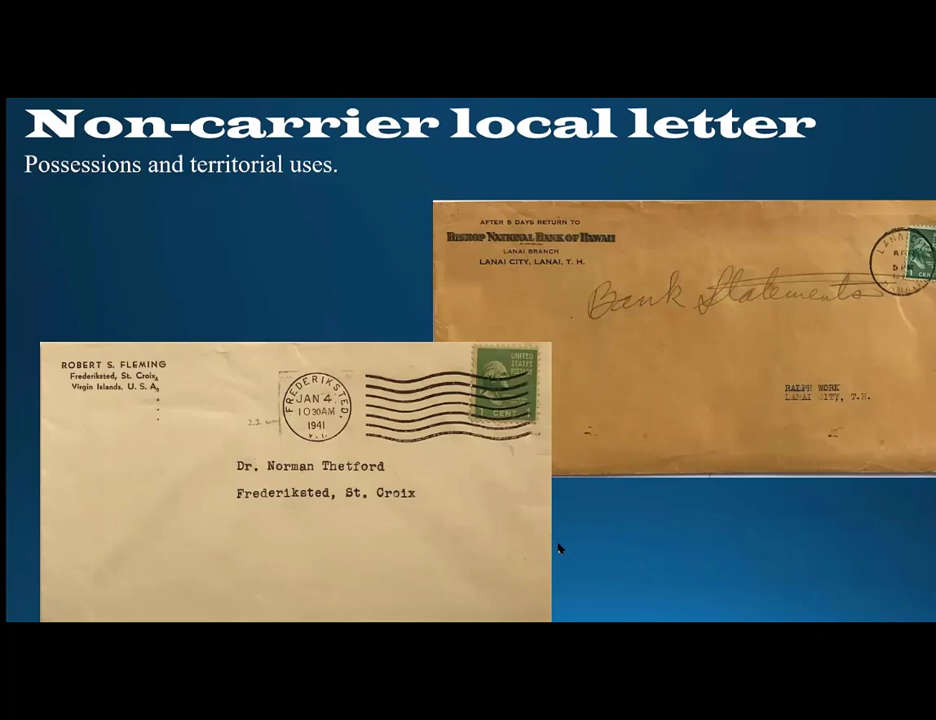 Non-carrier local letter
Possessions and territorial uses.
AFTER 5 DAYS RETURN TO
BISHOP NATIONAL BANK OF HAWAII
LANAI BRANCH
LANAI CITY, LANAI, T. H.
Bank Statements
RALPH WORK
LANAI CITY, T.H.
ROBERT S. FLEMING
Frederiksted, St. Croix,
Virgin Islands, U. S. A.
FREDERIKSTED,
JAN 4
10 30AM
1941
V. I.
UNITED
STATES
POSTAGE
1 CENT 1
Dr. Norman Thetford
Frederiksted, St. Croix